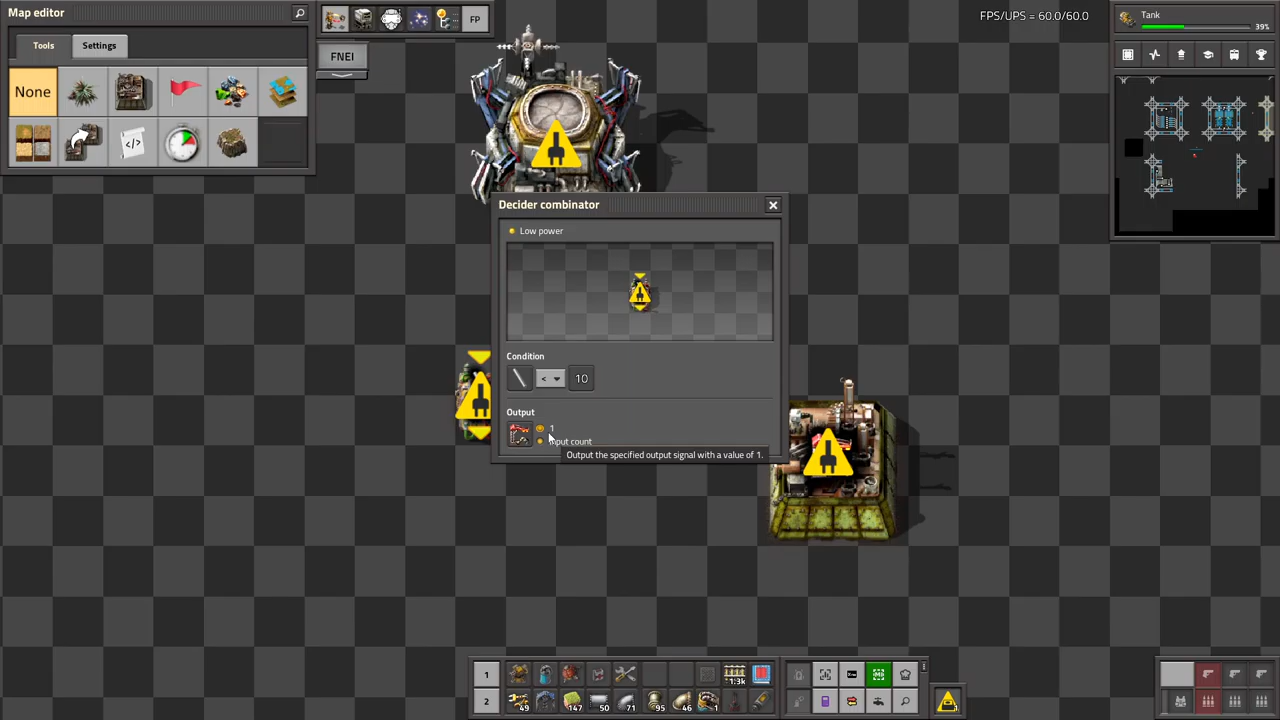 Map editor
Tools
Settings
None
FP
FNEI
FPS/UPS = 60.0/60.0
Tank
39%
Decider combinator
Low power
Condition
<
10
Output
1
Input count
Output the specified output signal with a value of 1.
1
1.3k
2
49
147
50
71
95
46
1